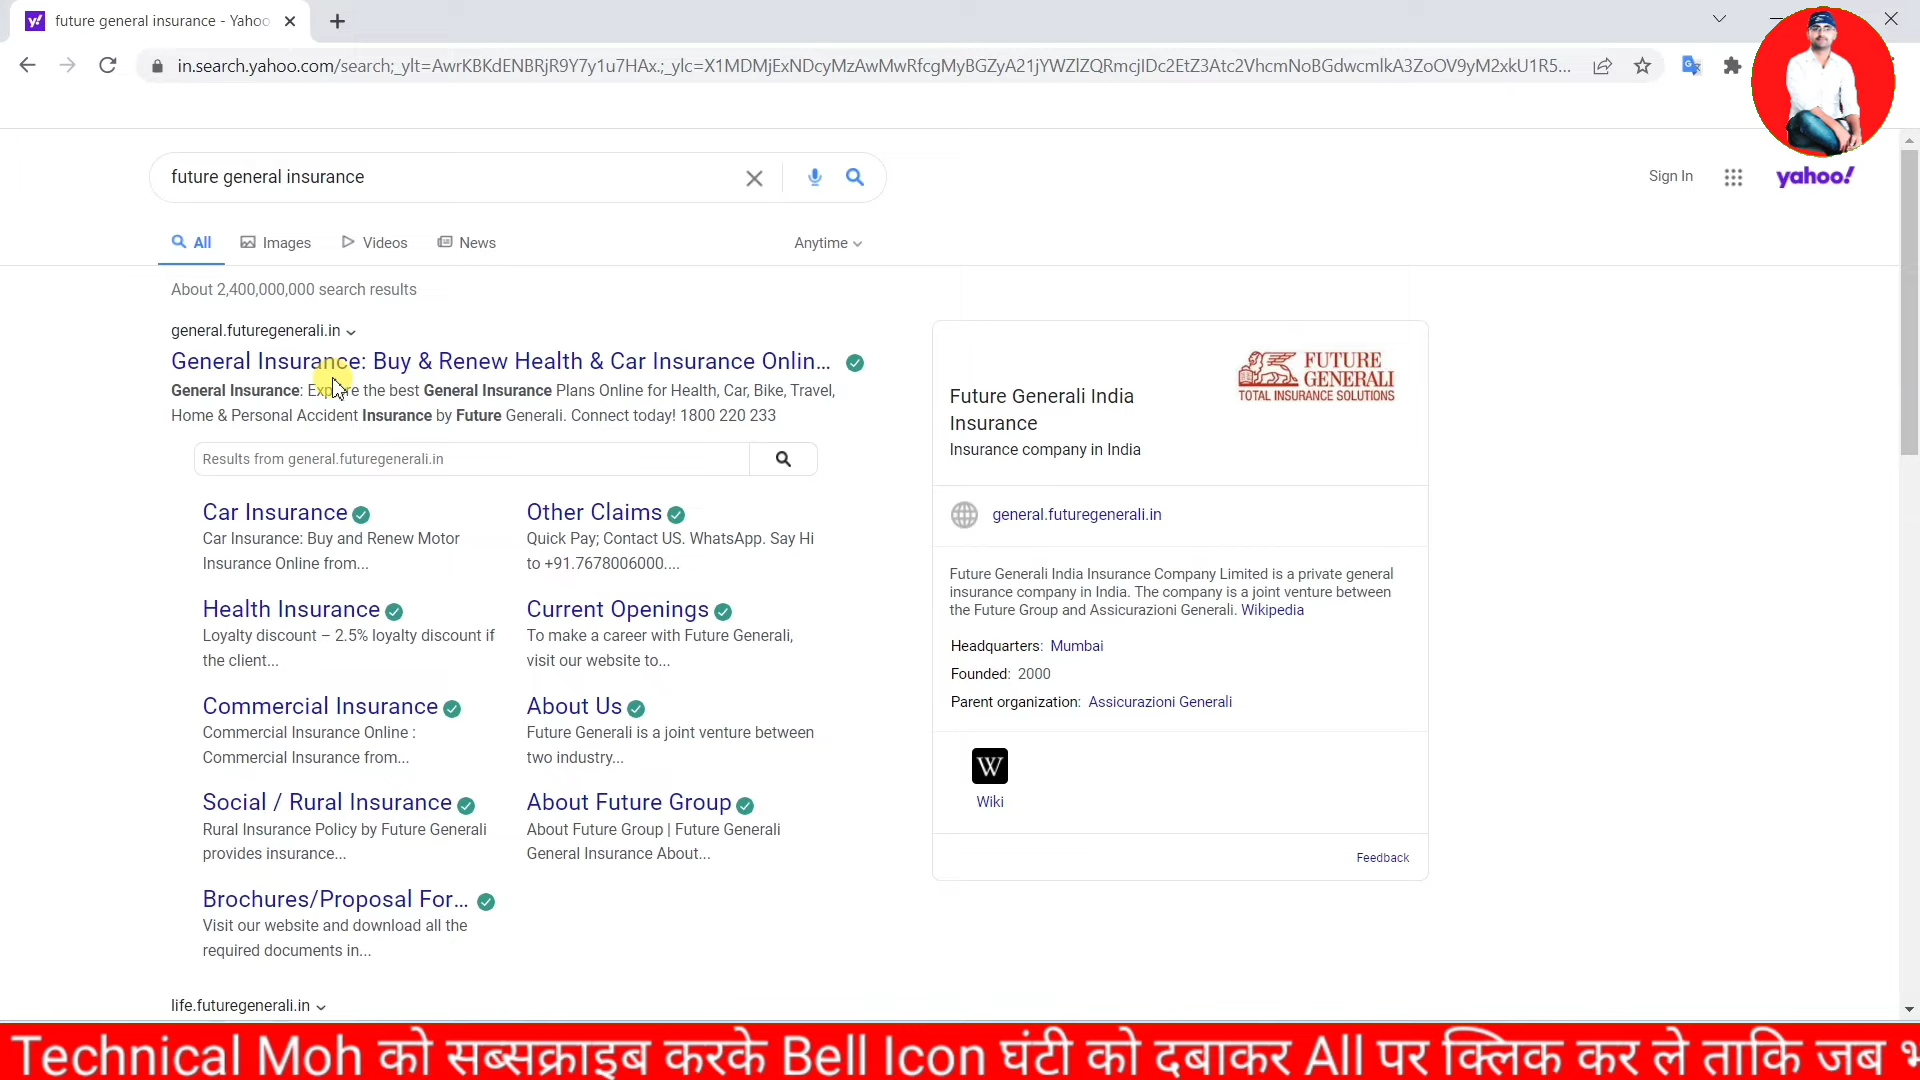 future general insurance - Yahoo
in.search.yahoo.com/search;_ylt=AwrKBKdENBRjR9Y7y1u7HAx.;_ylc=X1MDMjExNDcyMzAwMwRfcgMyBGZyA21jYWZlZQRmcjIDc2EtZ3Atc2VhcmNoBGdwcmlkA3ZoOV9yM2xkU1R5...
future general insurance
Sign In
yahoo!
All
Images
Videos
News
Anytime
About 2,400,000,000 search results
general.futuregenerali.in
General Insurance: Buy & Renew Health & Car Insurance Onlin...
General Insurance: Explore the best General Insurance Plans Online for Health, Car, Bike, Travel,
Home & Personal Accident Insurance by Future Generali. Connect today! 1800 220 233
Results from general.futuregenerali.in
Car Insurance
Car Insurance: Buy and Renew Motor
Insurance Online from...
Other Claims
Quick Pay; Contact US. WhatsApp. Say Hi
to +91.7678006000....
Health Insurance
Loyalty discount – 2.5% loyalty discount if
the client...
Current Openings
To make a career with Future Generali,
visit our website to...
Commercial Insurance
Commercial Insurance Online :
Commercial Insurance from...
About Us
Future Generali is a joint venture between
two industry...
Social / Rural Insurance
Rural Insurance Policy by Future Generali
provides insurance...
About Future Group
About Future Group | Future Generali
General Insurance About...
Brochures/Proposal For...
Visit our website and download all the
required documents in...
life.futuregenerali.in
Future Generali India
Insurance
Insurance company in India
FUTURE
GENERALI
TOTAL INSURANCE SOLUTIONS
general.futuregenerali.in
Future Generali India Insurance Company Limited is a private general
insurance company in India. The company is a joint venture between
the Future Group and Assicurazioni Generali. Wikipedia
Headquarters: Mumbai
Founded: 2000
Parent organization: Assicurazioni Generali
W
Wiki
Feedback
Technical Moh को सब्सक्राइब करके Bell Icon घंटी को दबाकर All पर क्लिक कर ले ताकि जब